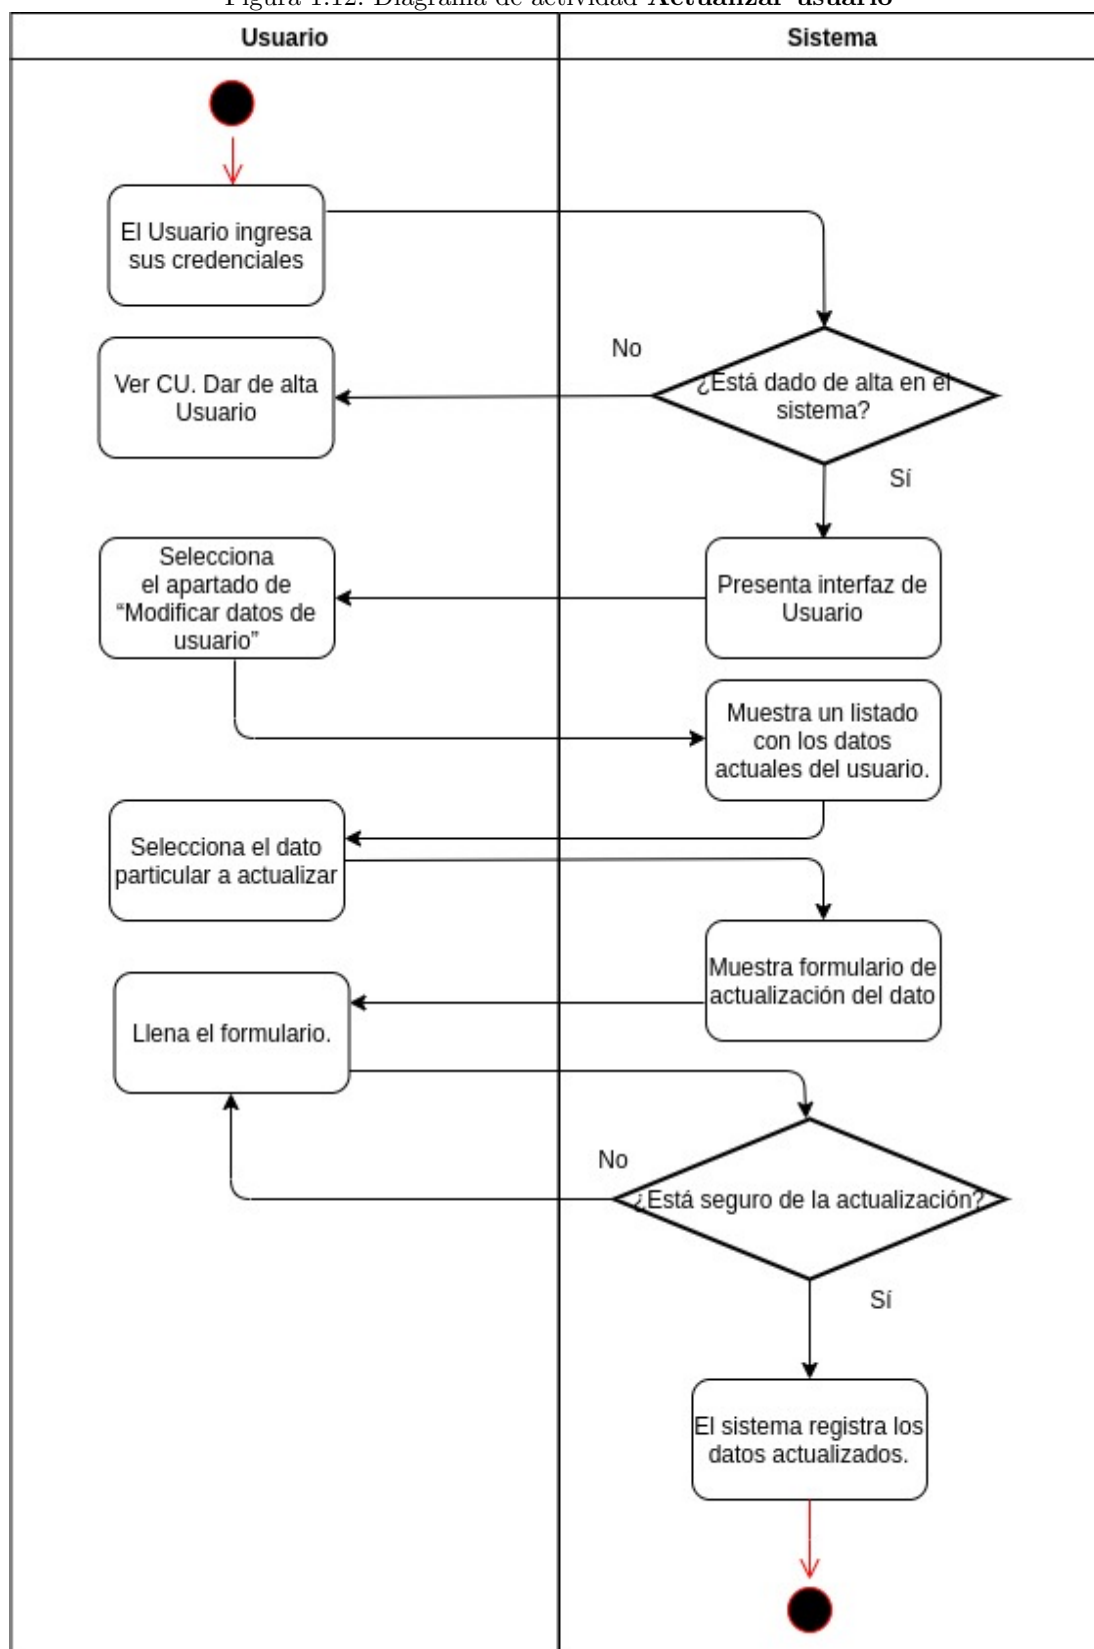 Figura 1.12: Diagrama de actividad Actualizar usuario
Usuario
Sistema
El Usuario ingresa
sus credenciales
No
¿Está dado de alta en el
sistema?
Ver CU. Dar de alta
Usuario
Sí
Selecciona
el apartado de
“Modificar datos de
usuario”
Presenta interfaz de
Usuario
Muestra un listado
con los datos
actuales del usuario.
Selecciona el dato
particular a actualizar
Muestra formulario de
actualización del dato
Llena el formulario.
No
¿Está seguro de la actualización?
Sí
El sistema registra los
datos actualizados.